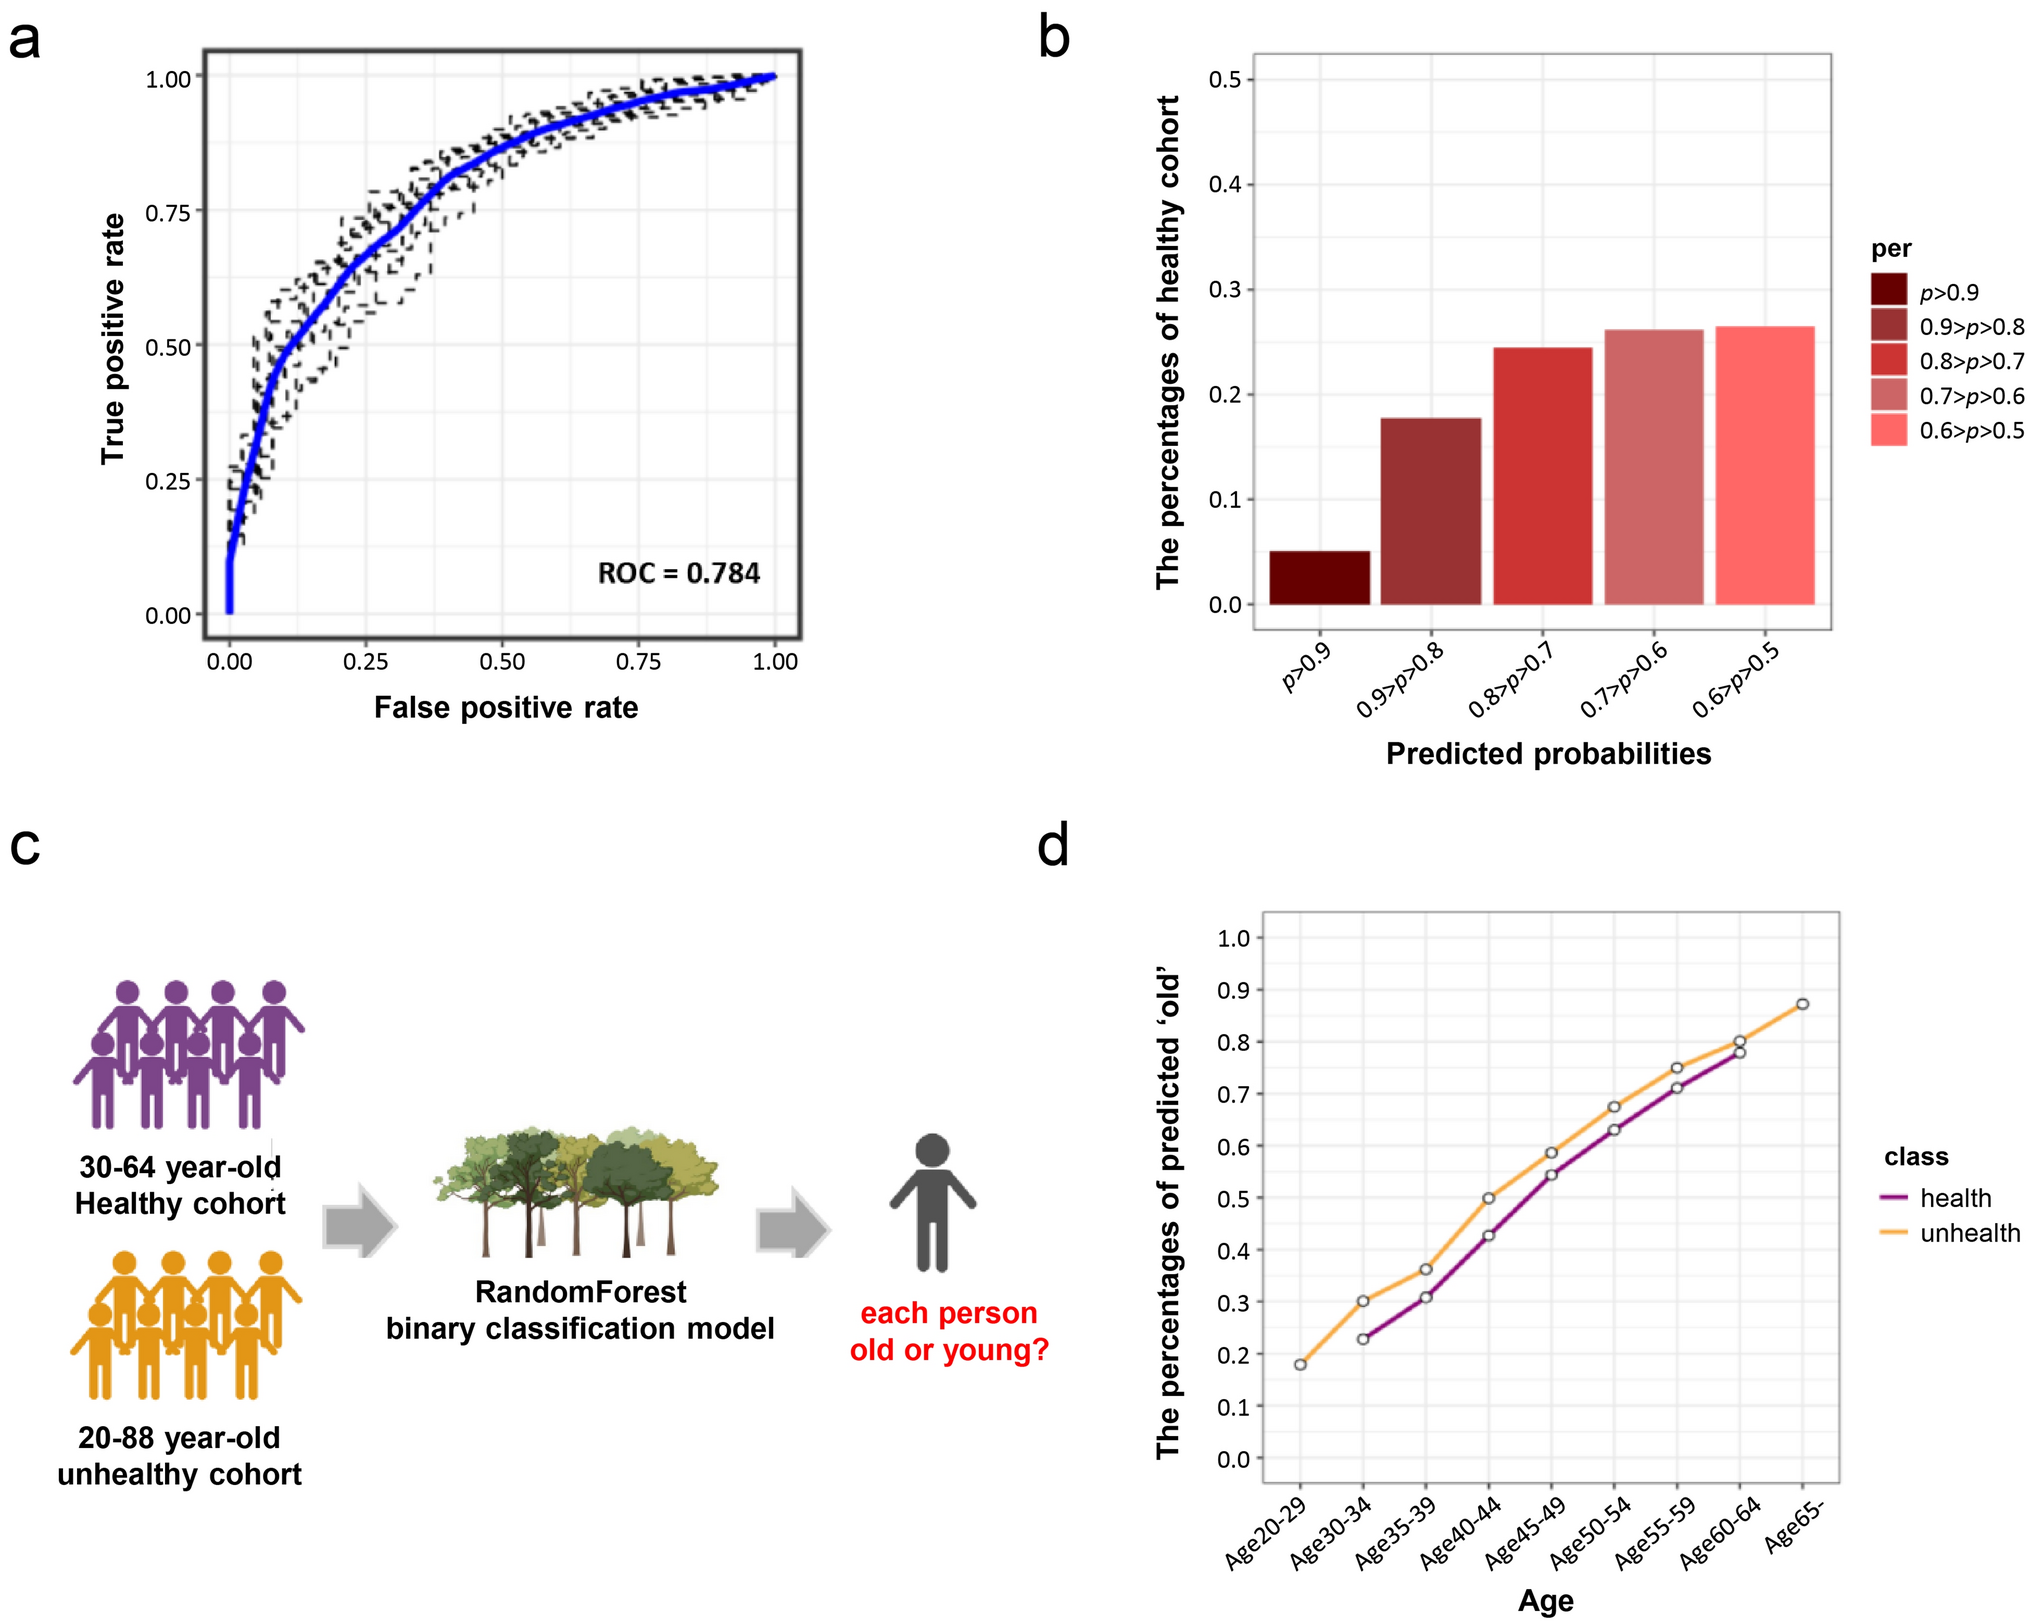 a
1.00
0.75
0.50
0.25
0.00
True positive rate
ROC = 0.784
0.00 0.25 0.50 0.75 1.00
False positive rate
b
0.5
0.4
0.3
0.2
0.1
0.0
The percentages of healthy cohort
p>0.9
0.9>p>0.8
0.8>p>0.7
0.7>p>0.6
0.6>p>0.5
Predicted probabilities
per
p>0.9
0.9>p>0.8
0.8>p>0.7
0.7>p>0.6
0.6>p>0.5
c
30-64 year-old
Healthy cohort
20-88 year-old
unhealthy cohort
RandomForest
binary classification model
each person
old or young?
d
1.0
0.9
0.8
0.7
0.6
0.5
0.4
0.3
0.2
0.1
0.0
The percentages of predicted ‘old’
Age20-29
Age30-34
Age35-39
Age40-44
Age45-49
Age50-54
Age55-59
Age60-64
Age65-
Age
class
health
unhealth